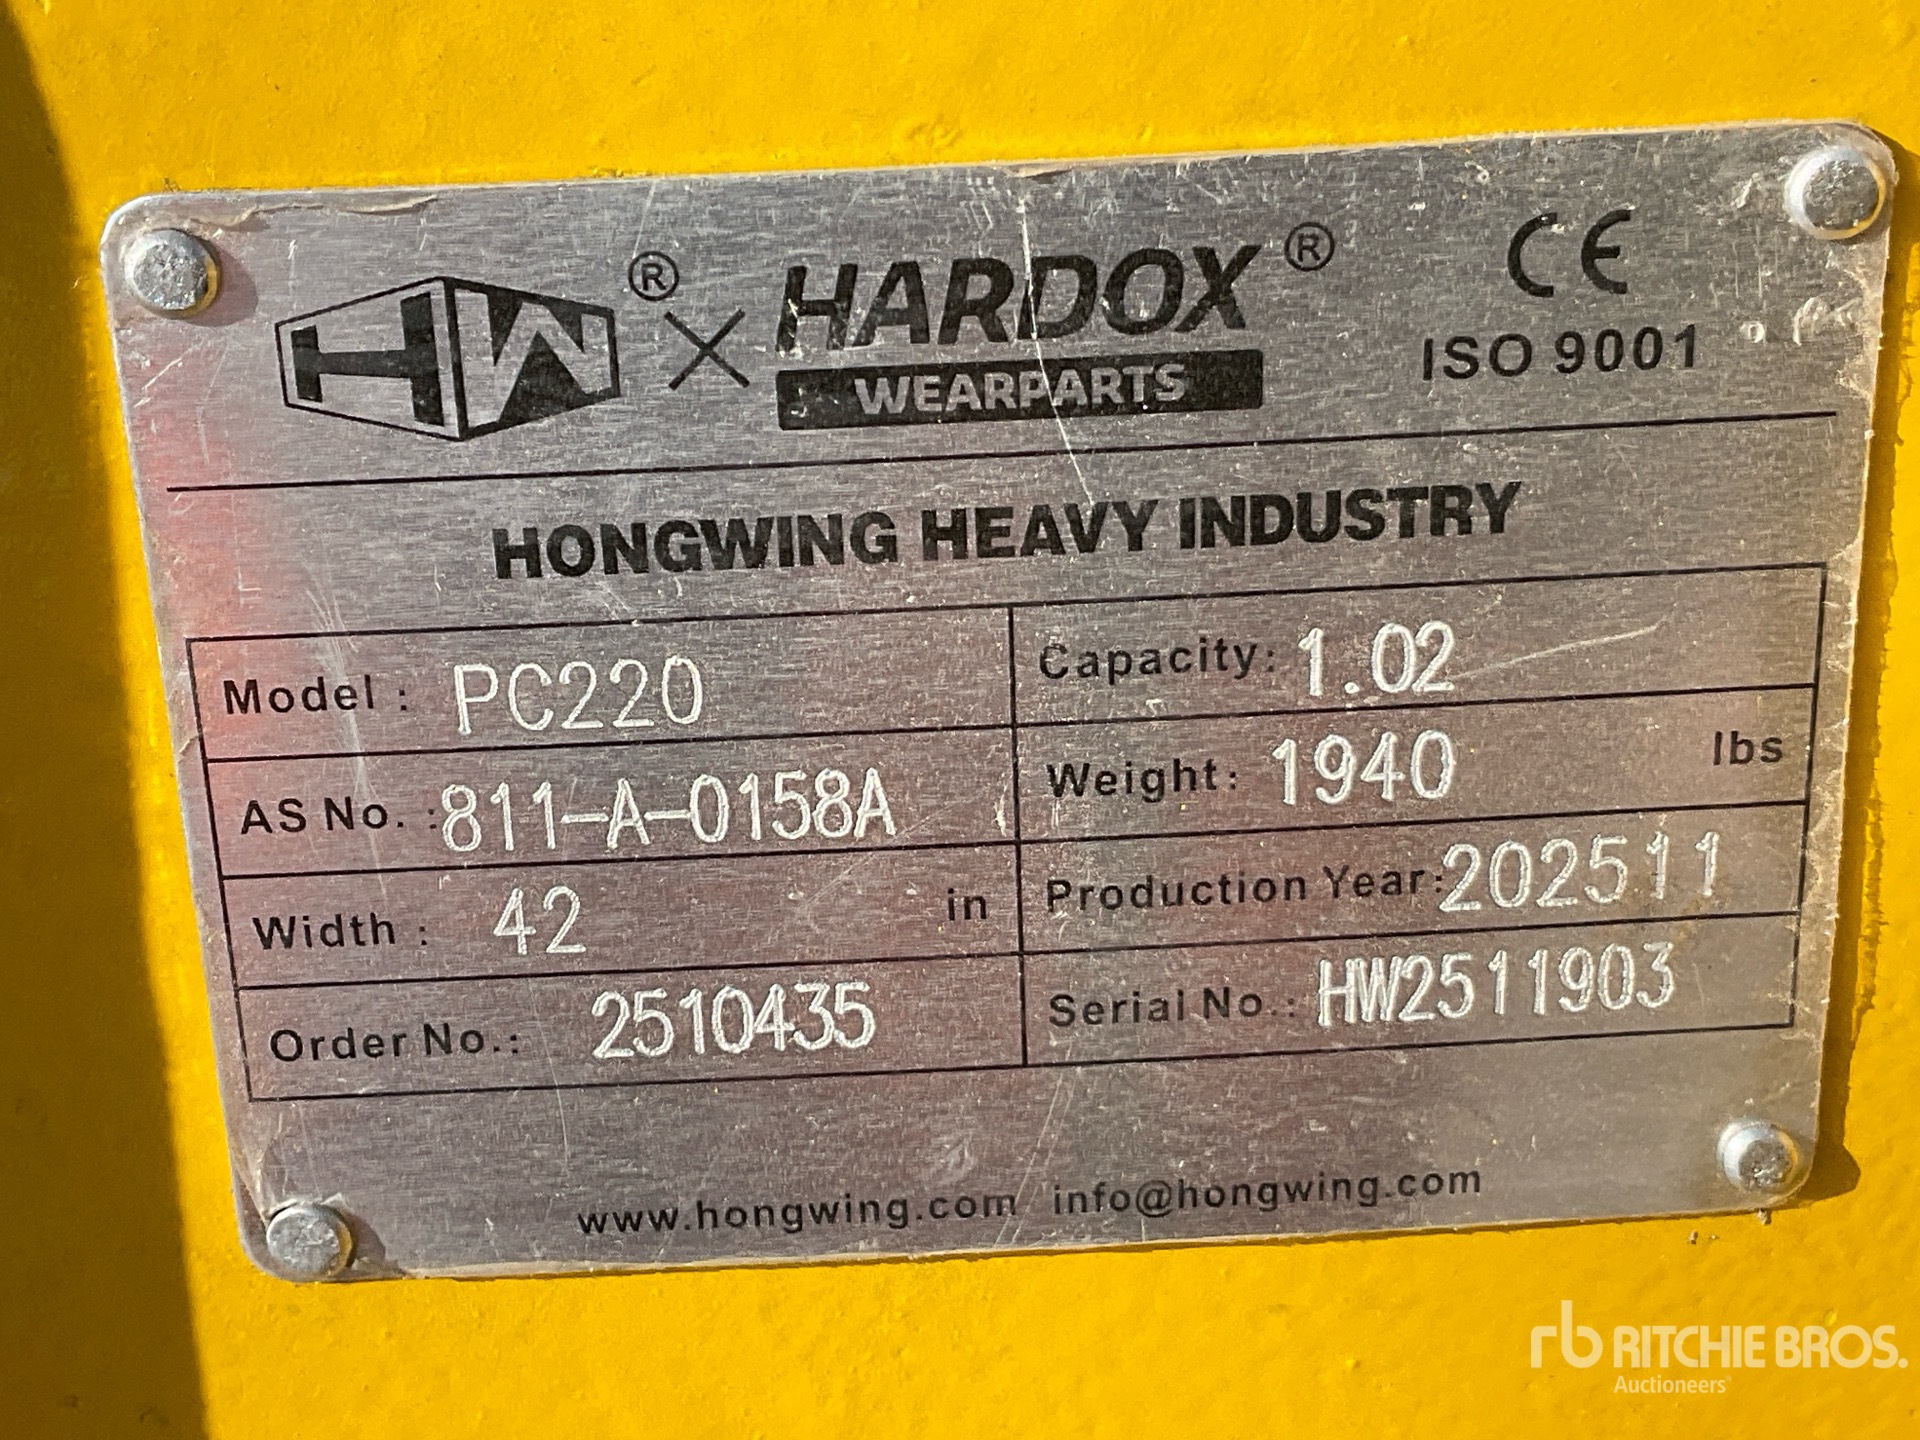 HW® × HARDOX® CE
WEARPARTS ISO 9001
HONGWING HEAVY INDUSTRY
Model : PC220
Capacity: 1.02
AS No. : 811-A-0158A
Weight: 1940 lbs
Width : 42 in
Production Year: 202511
Order No.: 2510435
Serial No.: HW2511903
www.hongwing.com info@hongwing.com
rb RITCHIE BROS.
Auctioneers